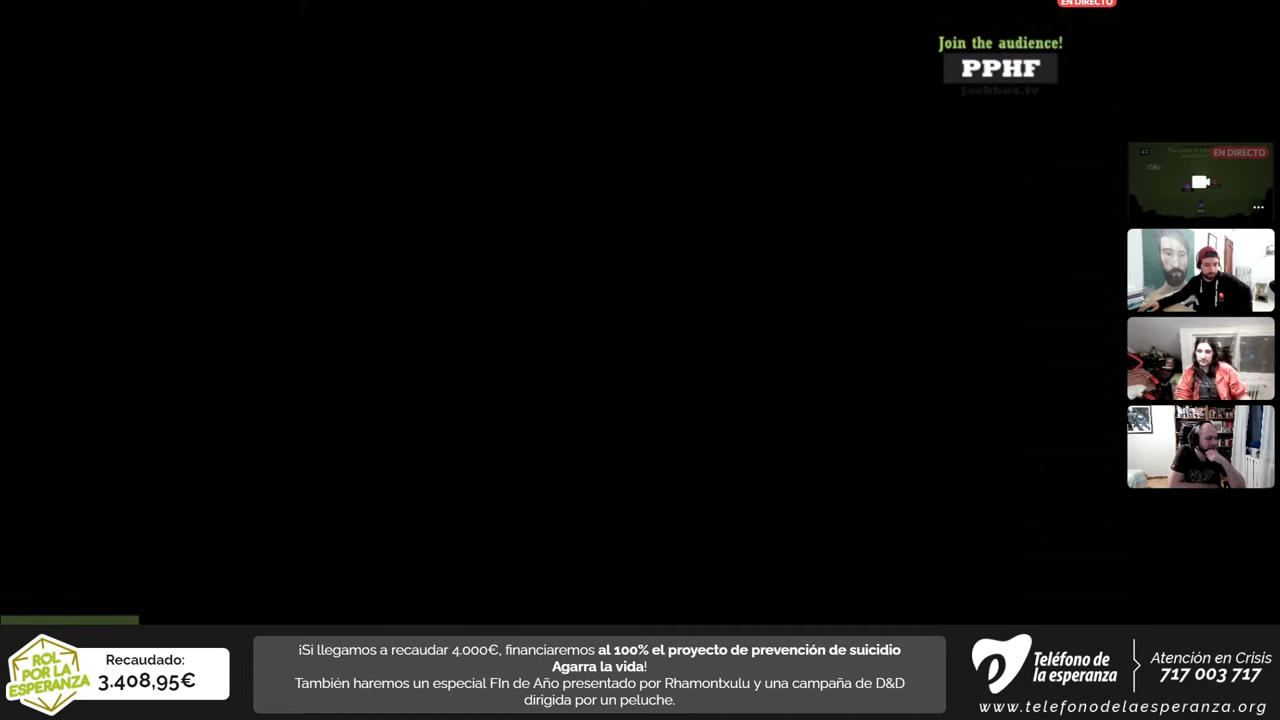 EN DIRECTO
Join the audience!
PPHF
jackbox.tv
EN DIRECTO
ROL
POR LA
ESPERANZA
Recaudado:
3.408,95€
¡Si llegamos a recaudar 4.000€, financiaremos al 100% el proyecto de prevención de suicidio
Agarra la vida!
También haremos un especial FIn de Año presentado por Rhamontxulu y una campaña de D&D
dirigida por un peluche.
Teléfono de
la esperanza
Atención en Crisis
717 003 717
www.telefonodelaesperanza.org